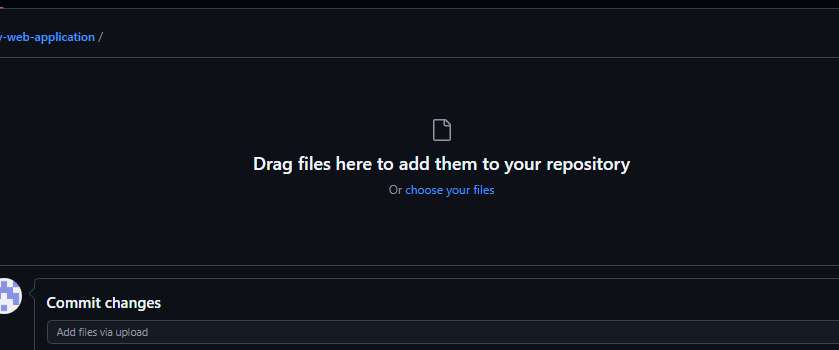 -web-application /
Drag files here to add them to your repository
Or choose your files
Commit changes
Add files via upload